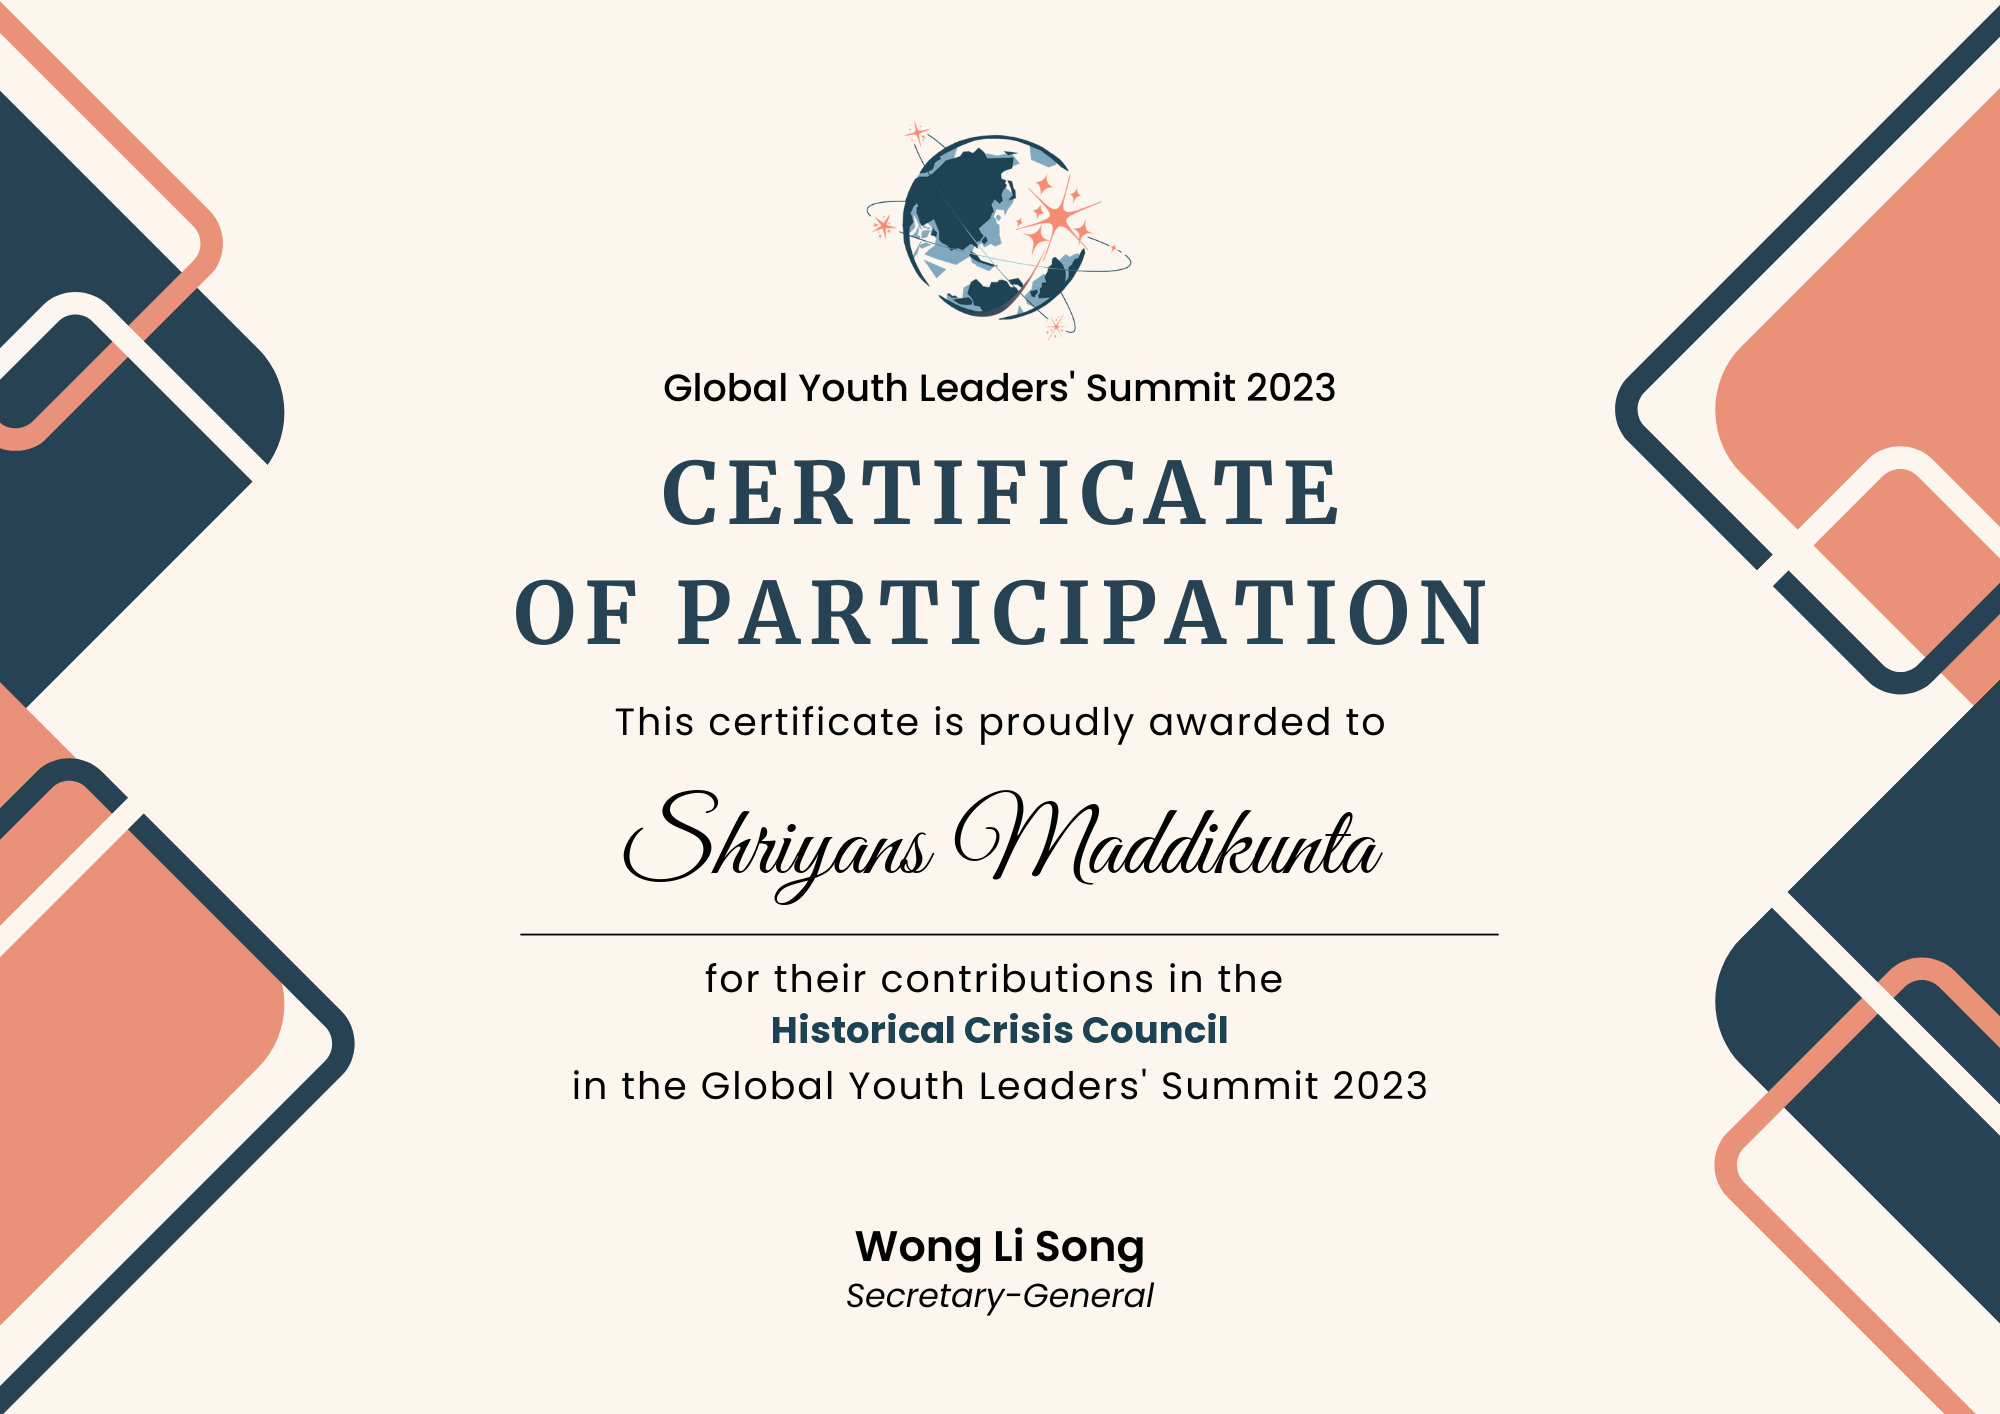 Global Youth Leaders' Summit 2023
CERTIFICATE
OF PARTICIPATION
This certificate is proudly awarded to
Shriyans Maddikunta
for their contributions in the
Historical Crisis Council
in the Global Youth Leaders' Summit 2023
Wong Li Song
Secretary-General